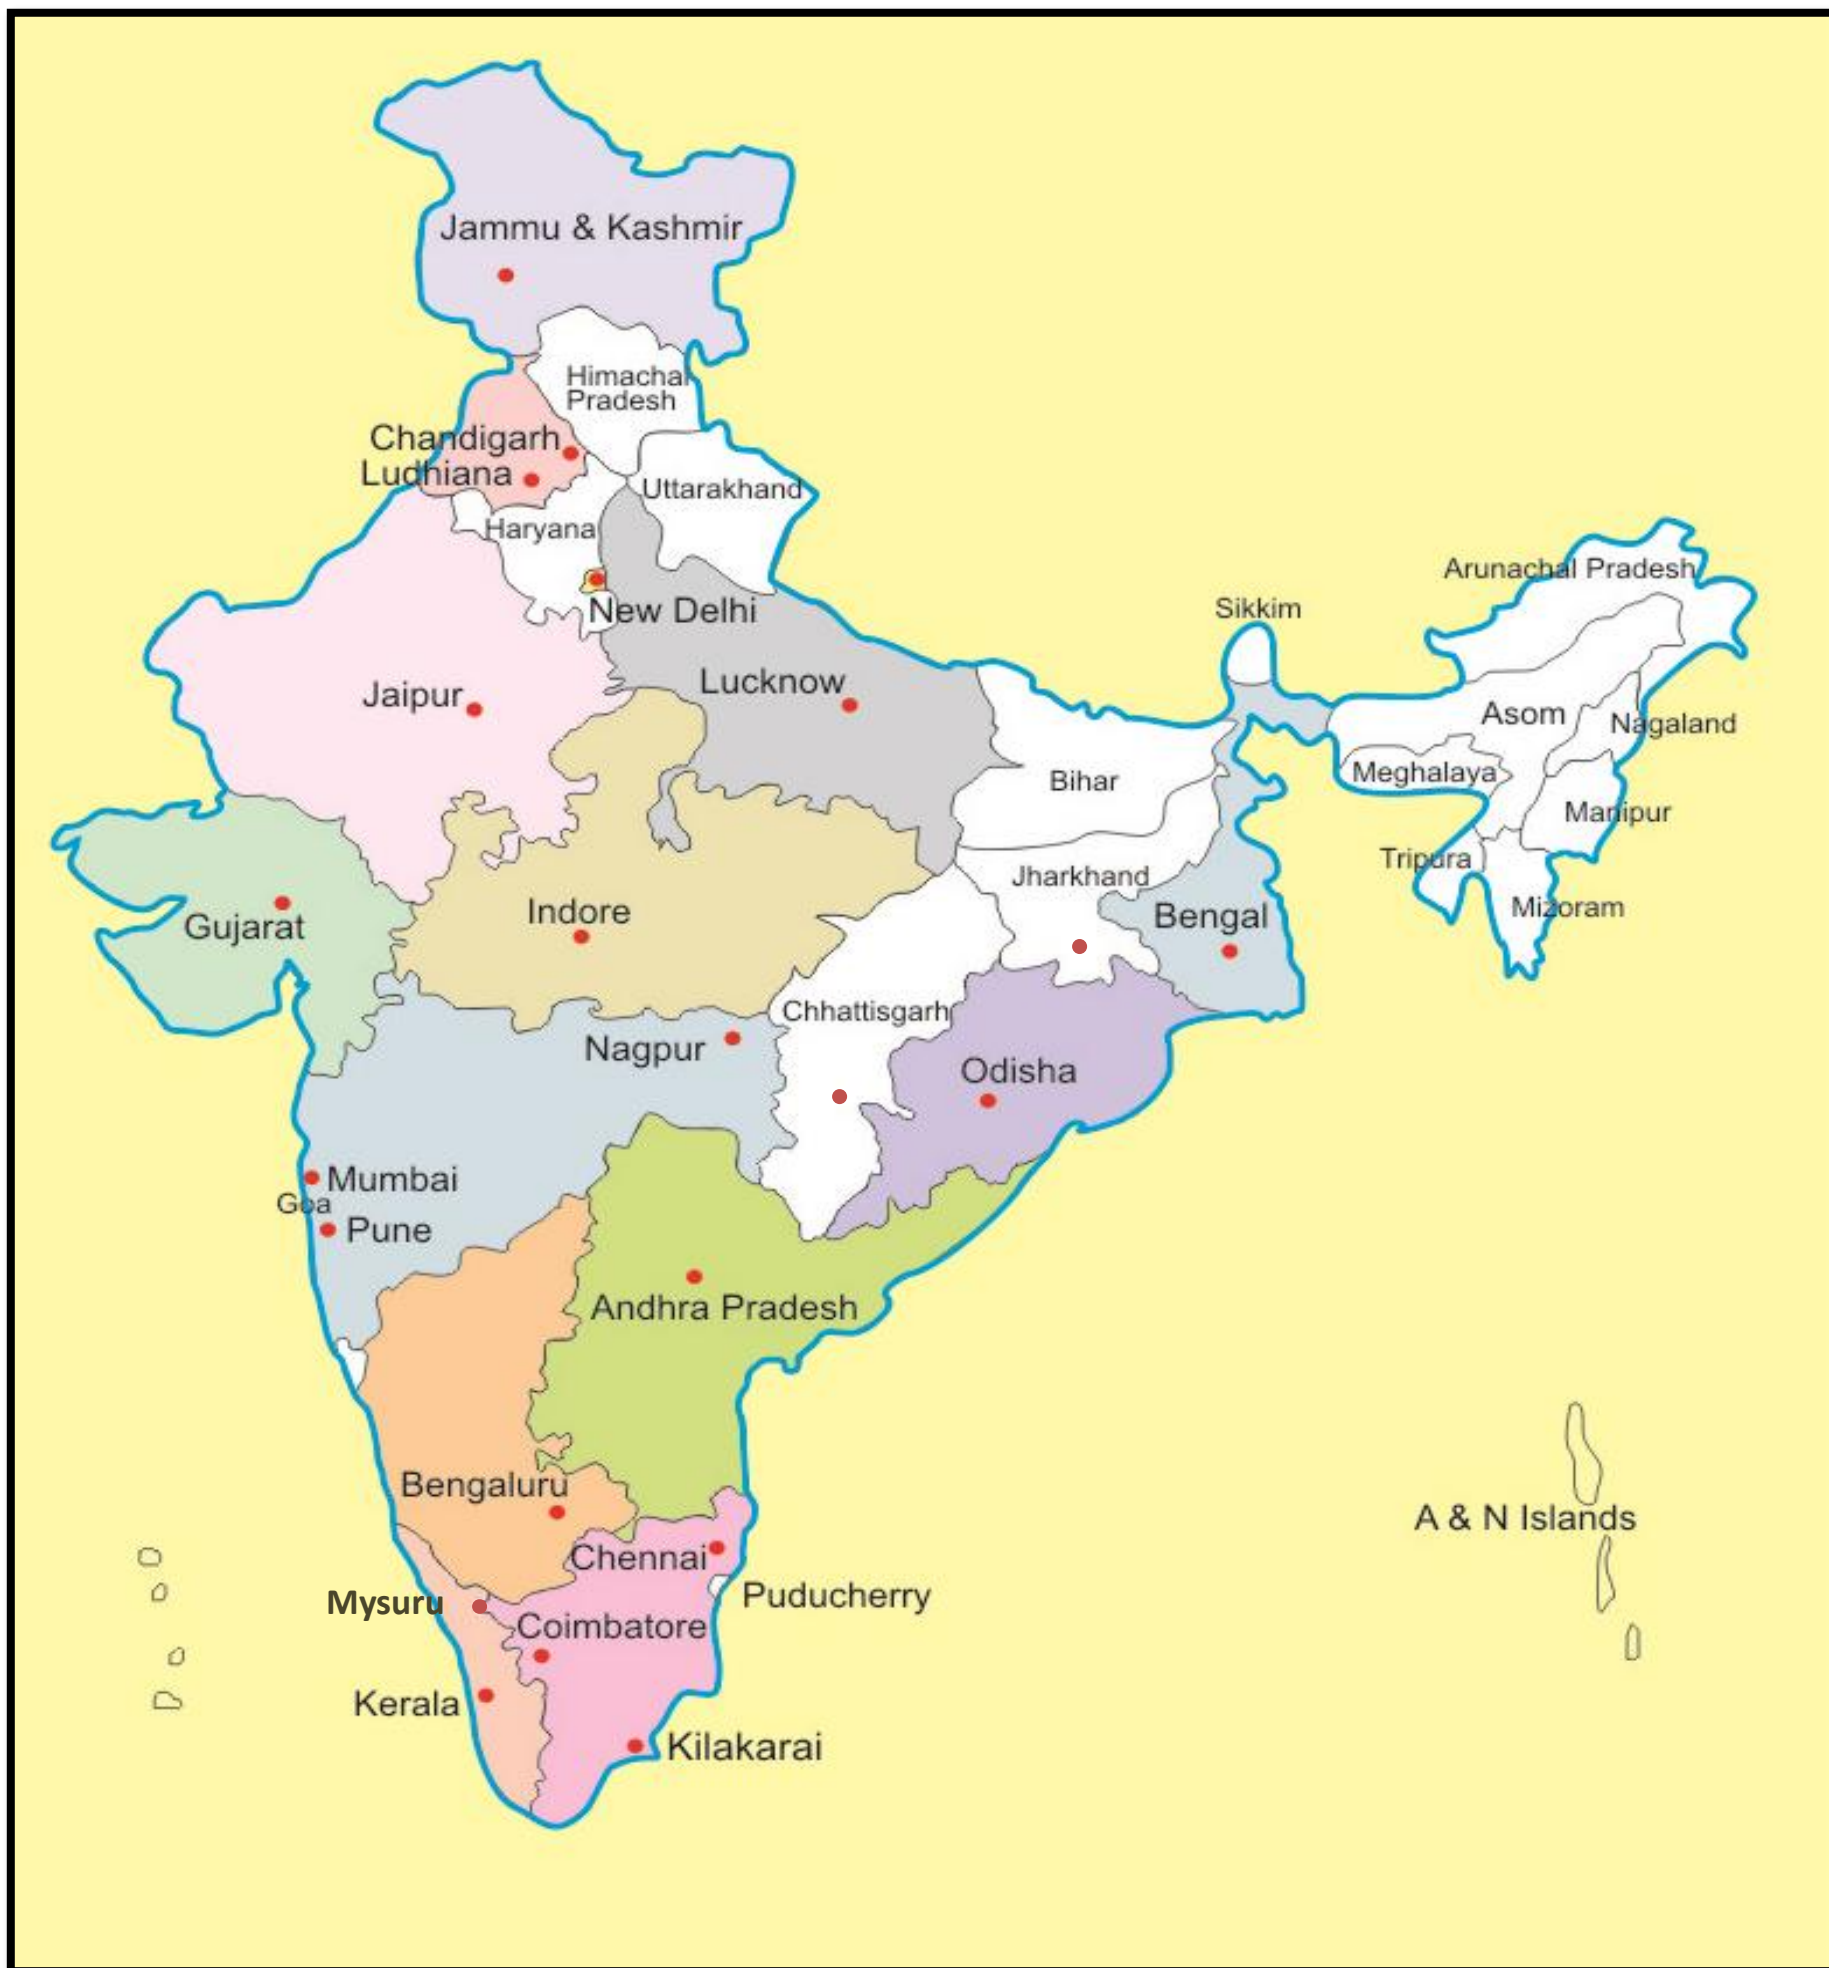 Jammu & Kashmir
Himachal
Pradesh
Chandigarh
Ludhiana
Uttarakhand
Haryana
Arunachal Pradesh
Sikkim
New Delhi
Lucknow
Jaipur
Asom
Nagaland
Meghalaya
Bihar
Manipur
Tripura
Jharkhand
Mizoram
Indore
Bengal
Gujarat
Chhattisgarh
Nagpur
Odisha
Mumbai
Goa
Pune
Andhra Pradesh
Bengaluru
A & N Islands
Chennai
Puducherry
Mysuru
Coimbatore
Kerala
Kilakarai